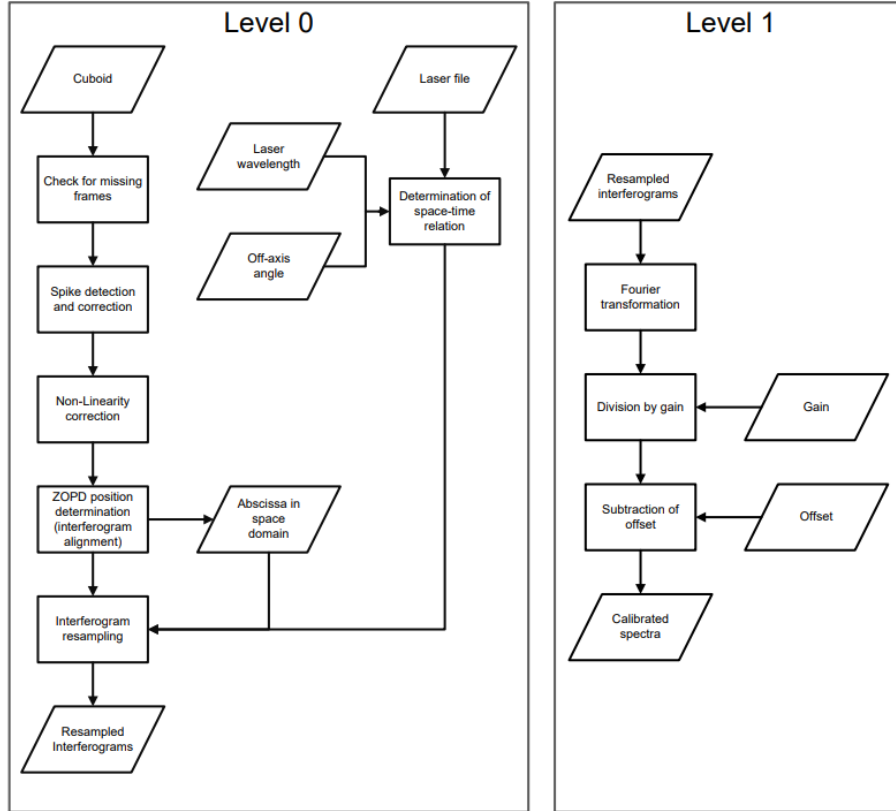 Level 0
Cuboid
Laser file
Check for missing
frames
Laser
wavelength
Determination of
space-time
relation
Off-axis
angle
Spike detection
and correction
Non-Linearity
correction
ZOPD position
determination
(interferogram
alignment)
Abscissa in
space
domain
Interferogram
resampling
Resampled
Interferograms
Level 1
Resampled
interferograms
Fourier
transformation
Division by gain
Gain
Subtraction of
offset
Offset
Calibrated
spectra